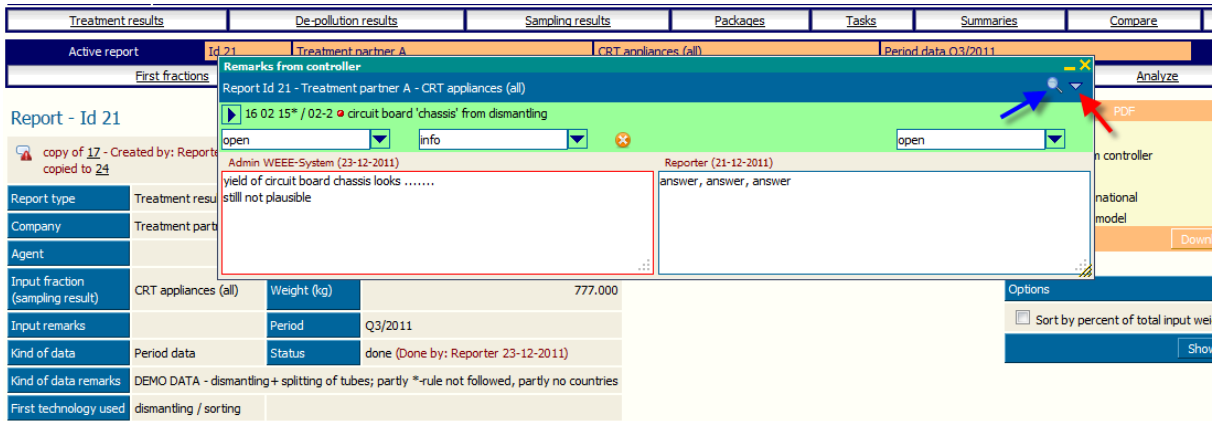 Treatment results De-pollution results Sampling results Packages Tasks Summaries Compare
Active report Id 21 Treatment partner A CRT appliances (all) Period data Q3/2011
First fractions Analyze
Remarks from controller
Report Id 21 - Treatment partner A - CRT appliances (all)
16 02 15* / 02-2 circuit board 'chassis' from dismantling
open info open
Admin WEEE-System (23-12-2011) Reporter (21-12-2011)
yield of circuit board chassis looks ....... answer, answer, answer
stilll not plausible
Report - Id 21 PDF
copy of 17 - Created by: Reporte
copied to 24
controller
Report type Treatment resu national
Company Treatment part model
Agent Down
Input fraction
(sampling result) CRT appliances (all) Weight (kg) 777.000 Options
Input remarks Period Q3/2011 Sort by percent of total input wei
Kind of data Period data Status done (Done by: Reporter 23-12-2011) Show
Kind of data remarks DEMO DATA - dismantling+ splitting of tubes; partly *-rule not followed, partly no countries
First technology used dismantling / sorting